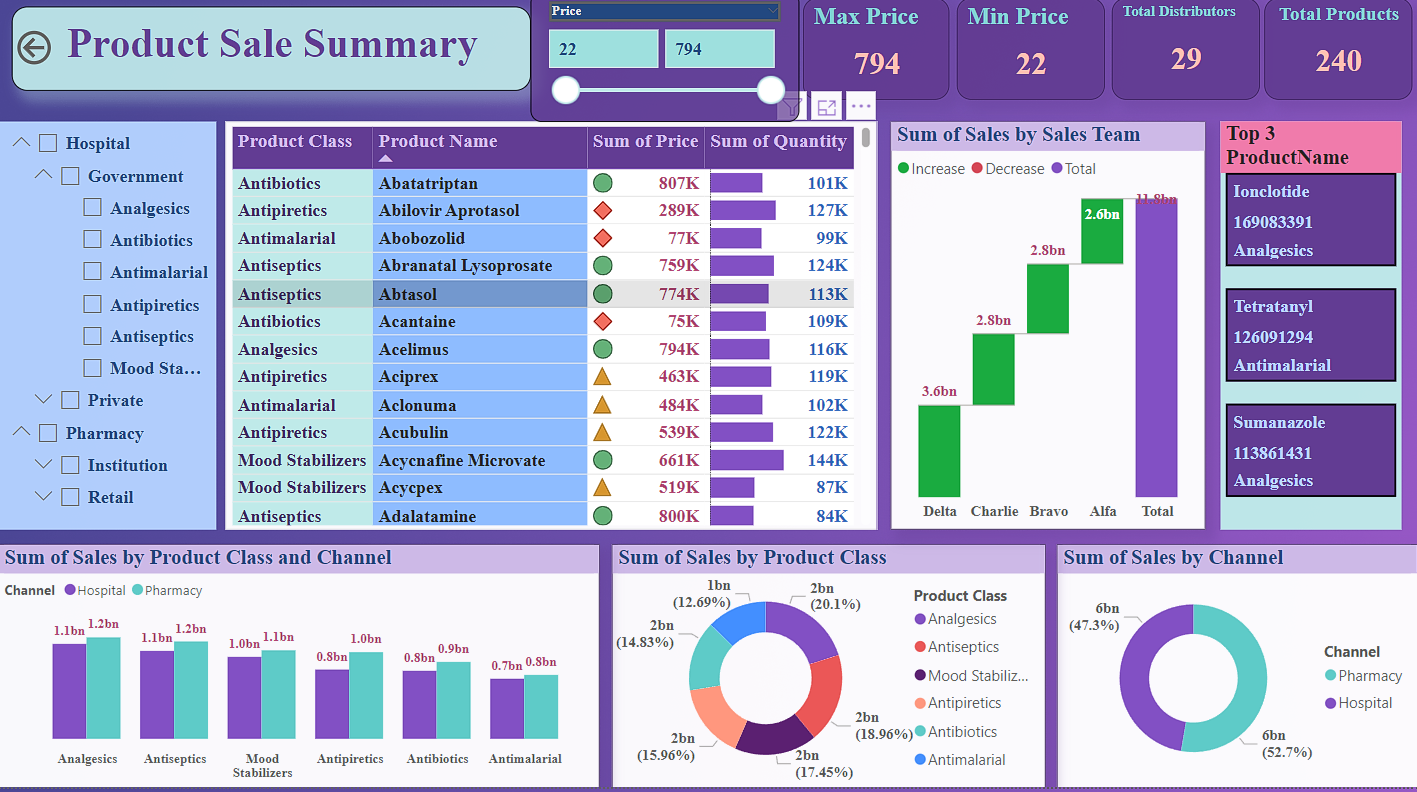 Product Sale Summary
Price
22
794
Max Price
794
Min Price
22
Total Distributors
29
Total Products
240
Hospital
Government
Analgesics
Antibiotics
Antimalarial
Antipiretics
Antiseptics
Mood Sta...
Private
Pharmacy
Institution
Retail
Product Class Product Name Sum of Price Sum of Quantity
Antibiotics Abatatriptan 807K 101K
Antipiretics Abilovir Aprotasol 289K 127K
Antimalarial Abobozolid 77K 99K
Antiseptics Abranatal Lysoprosate 759K 124K
Antiseptics Abtasol 774K 113K
Antibiotics Acantaine 75K 109K
Analgesics Acelimus 794K 116K
Antipiretics Aciprex 463K 119K
Antimalarial Aclonuma 484K 102K
Antipiretics Acubulin 539K 122K
Mood Stabilizers Acycnafine Microvate 661K 144K
Mood Stabilizers Acycpex 519K 87K
Antiseptics Adalatamine 800K 84K
Sum of Sales by Sales Team
Increase Decrease Total
11.8bn
2.6bn
2.8bn
2.8bn
3.6bn
Delta Charlie Bravo Alfa Total
Top 3
ProductName
Ionclotide
169083391
Analgesics
Tetratanyl
126091294
Antimalarial
Sumanazole
113861431
Analgesics
Sum of Sales by Product Class and Channel
Channel Hospital Pharmacy
1.1bn 1.2bn 1.1bn 1.2bn 1.0bn 1.1bn 0.8bn 1.0bn 0.8bn 0.9bn 0.7bn 0.8bn
Analgesics Antiseptics Mood Antipiretics Antibiotics Antimalarial
Stabilizers
Sum of Sales by Product Class
1bn
(12.69%)
2bn
(20.1%)
2bn
(14.83%)
2bn
(18.96%)
2bn
(15.96%)
2bn
(17.45%)
Product Class
Analgesics
Antiseptics
Mood Stabiliz...
Antipiretics
Antibiotics
Antimalarial
Sum of Sales by Channel
6bn
(47.3%)
6bn
(52.7%)
Channel
Pharmacy
Hospital